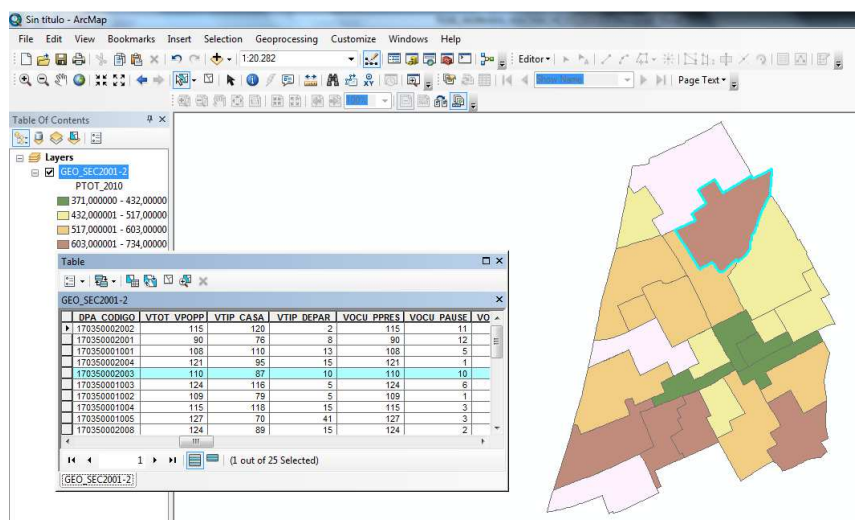 Sin título - ArcMap
File Edit View Bookmarks Insert Selection Geoprocessing Customize Windows Help
1:20.282 Editor
Page Text
100%
Table Of Contents
Layers
GEO_SEC2001-2
PTOT_2010
371,000000 - 432,00000
432,000001 - 517,00000
517,000001 - 603,00000
603,000001 - 734,00000
Table
GEO_SEC2001-2
DPA_CODIGO VTOT_VPOPP VTIP_CASA VTIP_DEPAR VOCU_PPRES VOCU_PAUSE VO
170350002002 115 120 2 115 11
170350002001 90 76 8 90 12
170350001001 108 110 13 108 5
170350002004 121 95 15 121 1
170350002003 110 87 10 110 10
170350001003 124 116 5 124 6
170350001002 109 79 5 109 1
170350001004 115 118 15 115 3
170350001005 127 70 41 127 3
170350002008 124 89 15 124 2
1 (1 out of 25 Selected)
GEO_SEC2001-2